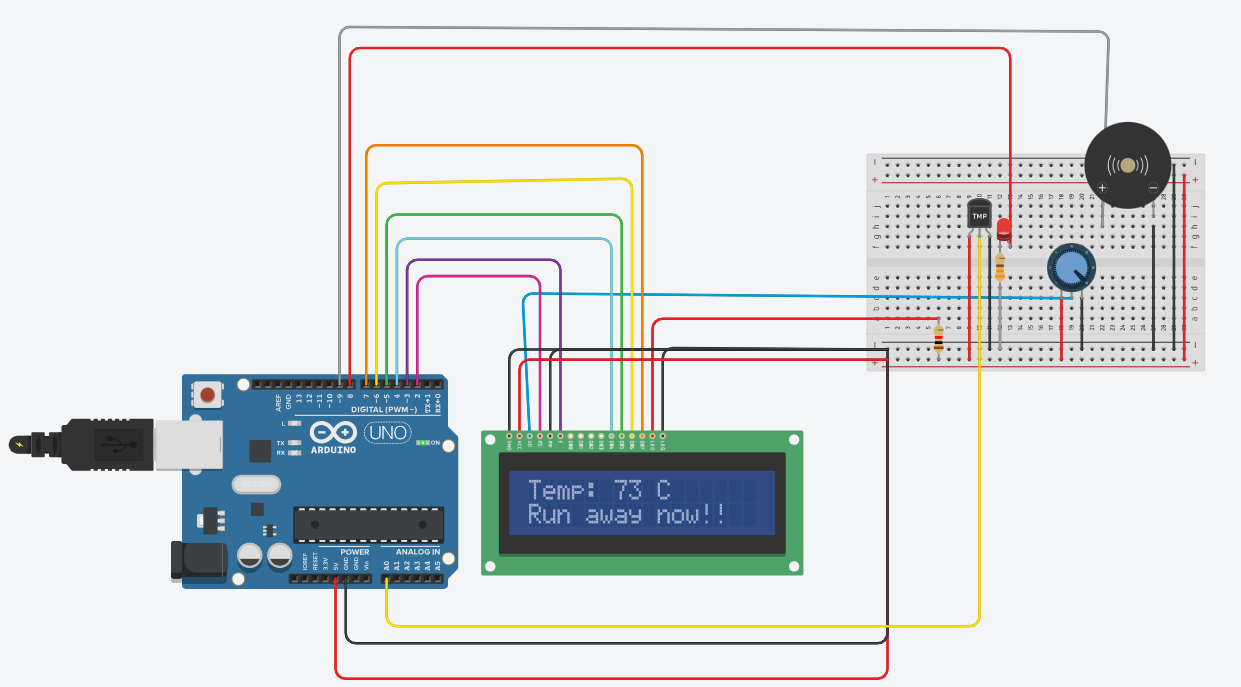 TMP
AREF
GND
13
12
~11
~10
~9
8
7
~6
~5
4
~3
2
TX→1
RX←0
DIGITAL (PWM~)
L
TX
RX
UNO
ON
ARDUINO
Temp: 73 C
Run away now!!
POWER
ANALOG IN
IOREF
RESET
3.3V
5V
GND
GND
Vin
A0
A1
A2
A3
A4
A5